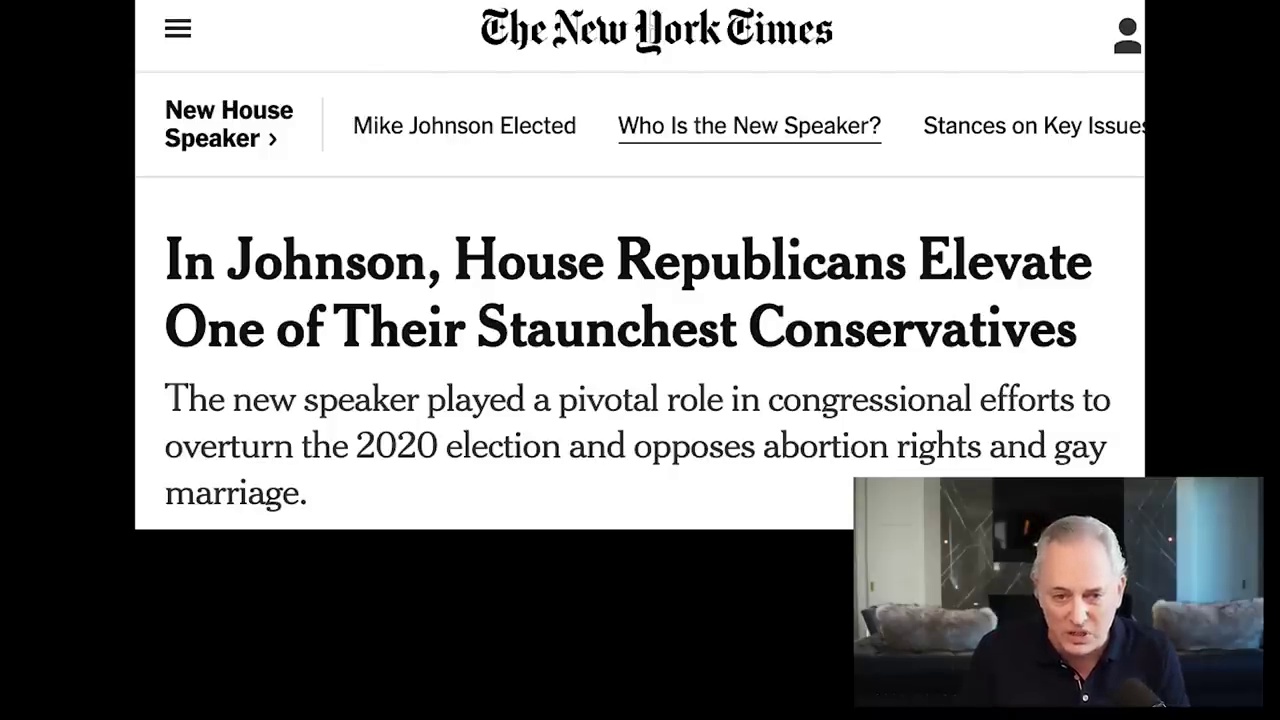 The New York Times
New House
Speaker ›
Mike Johnson Elected
Who Is the New Speaker?
Stances on Key Issues
In Johnson, House Republicans Elevate
One of Their Staunchest Conservatives
The new speaker played a pivotal role in congressional efforts to
overturn the 2020 election and opposes abortion rights and gay
marriage.